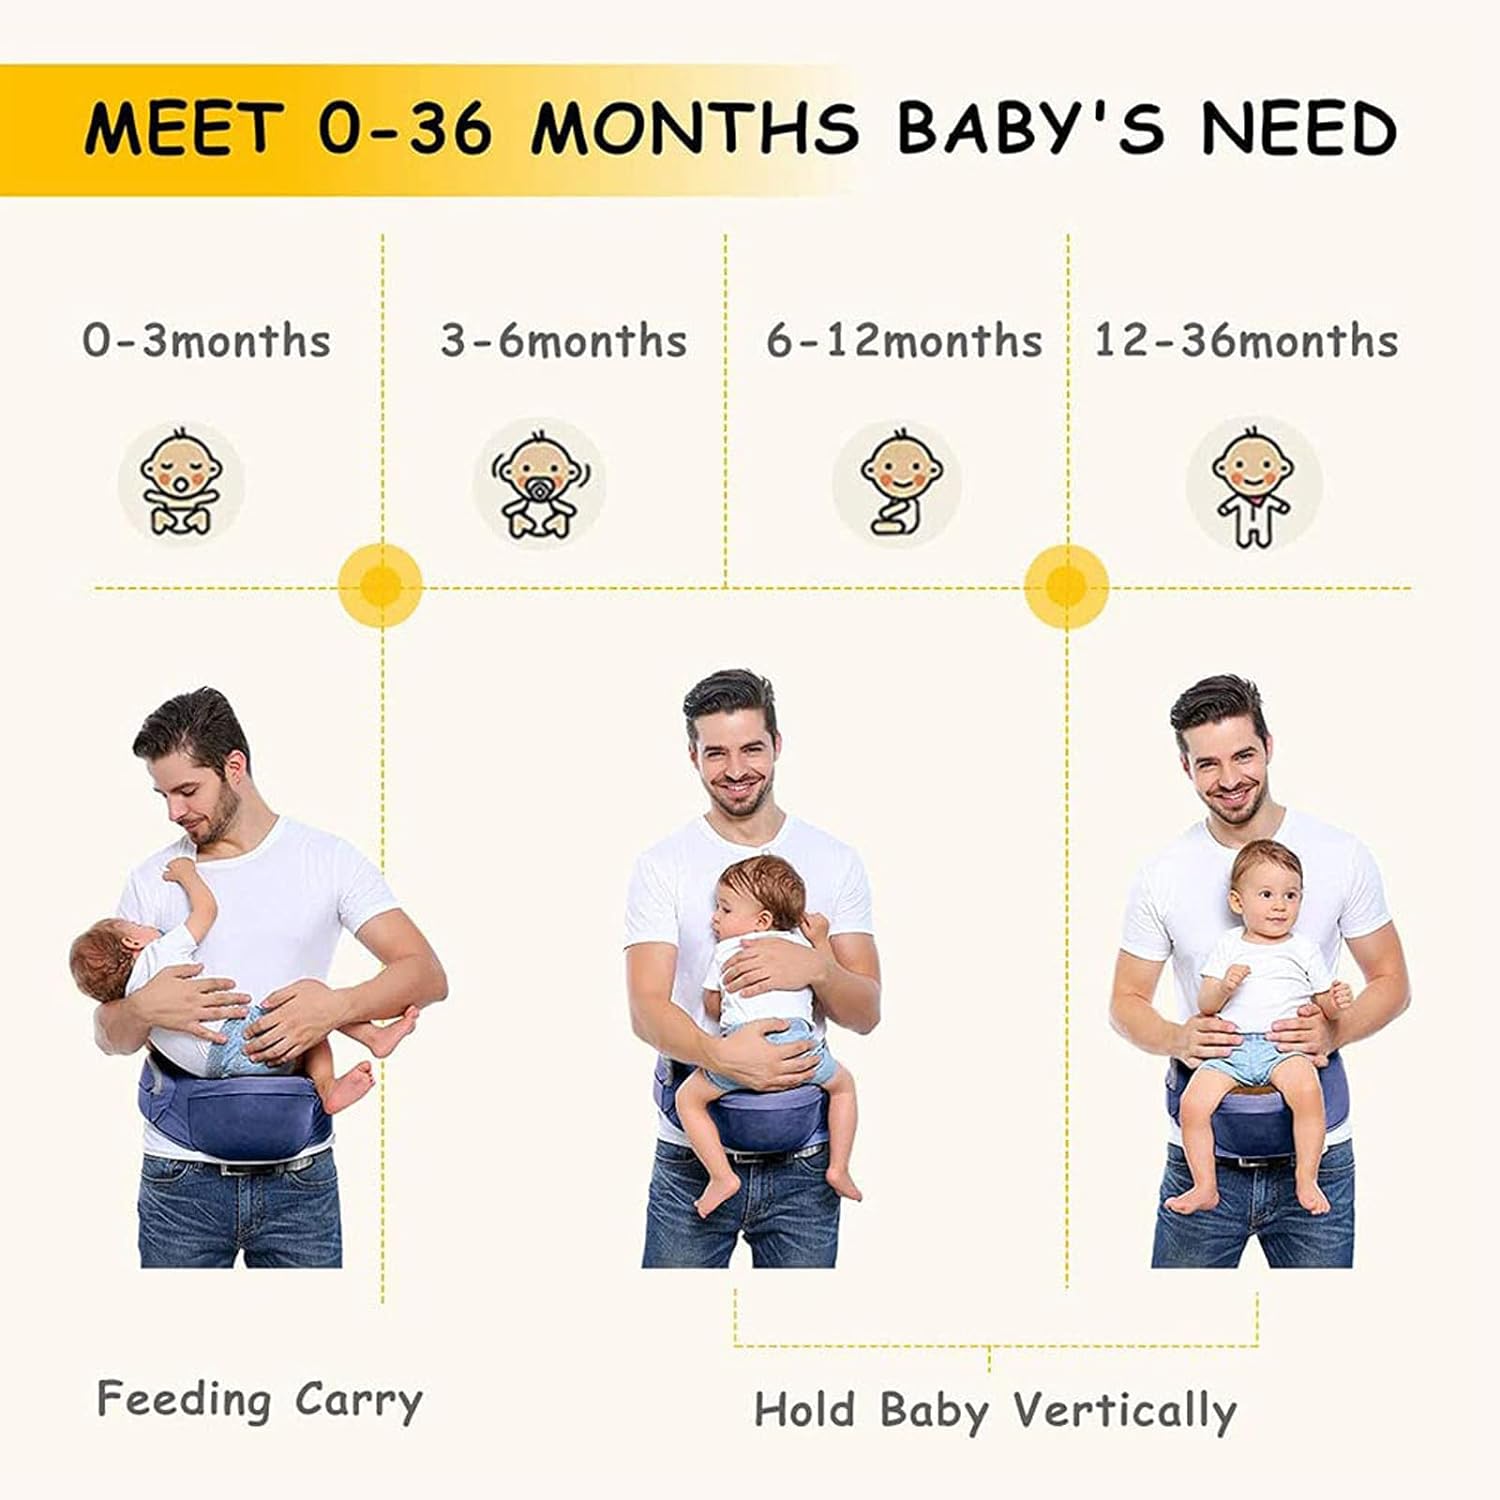 MEET 0-36 MONTHS BABY'S NEED
0-3months
3-6months
6-12months
12-36months
Feeding Carry
Hold Baby Vertically